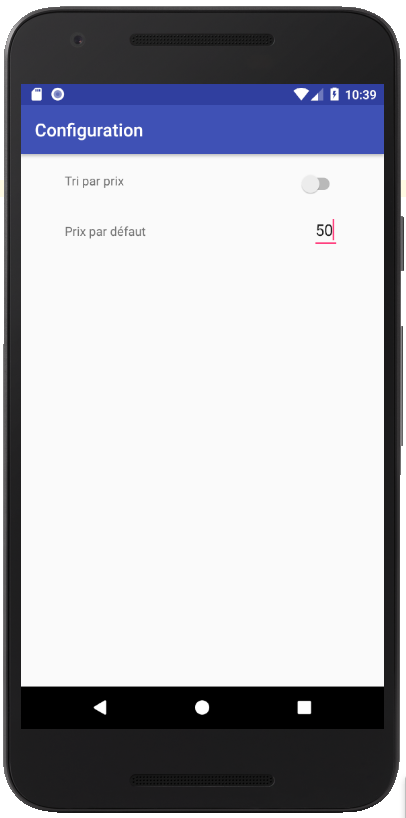 10:39
Configuration
Tri par prix
Prix par défaut 50